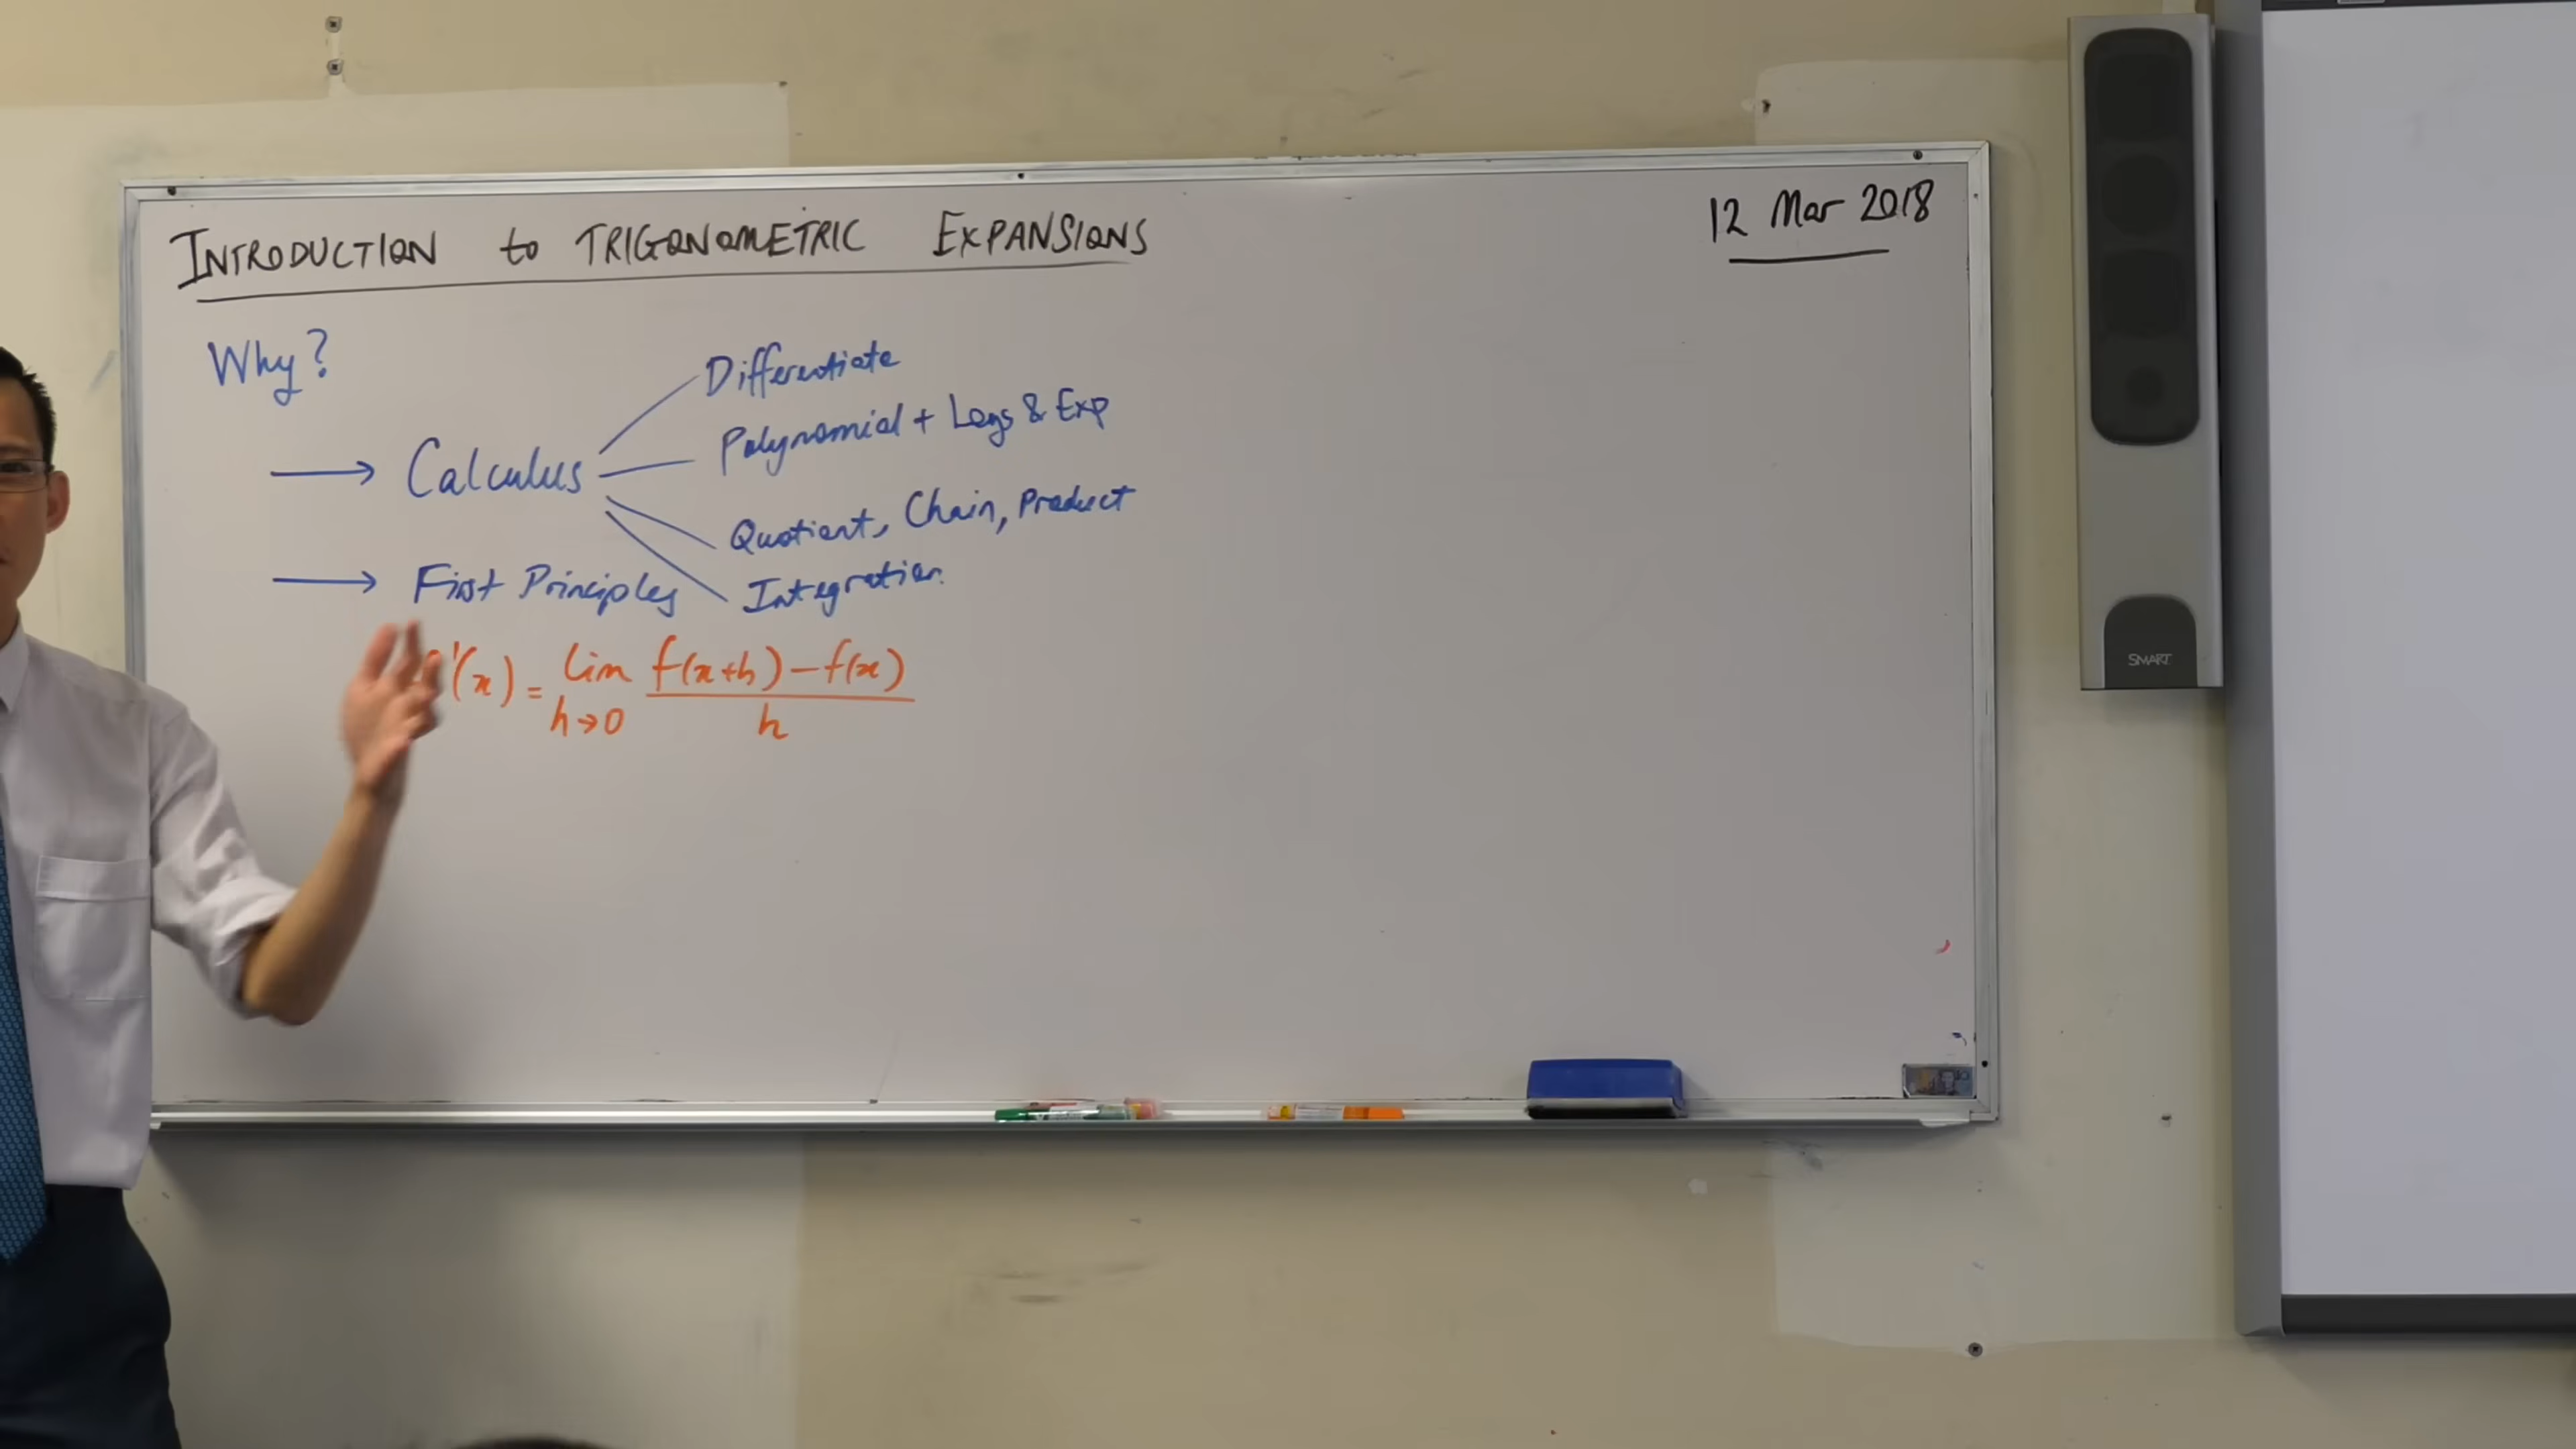 INTRODUCTION to TRIGONOMETRIC EXPANSIONS
12 Mar 2018
Why?
Differentiate
Polynomial + Logs & Exp
→ Calculus
Quotient, Chain, Product
→ First Principles
Integration
'(x) = lim h→0 f(x+h) - f(x) / h
SMART